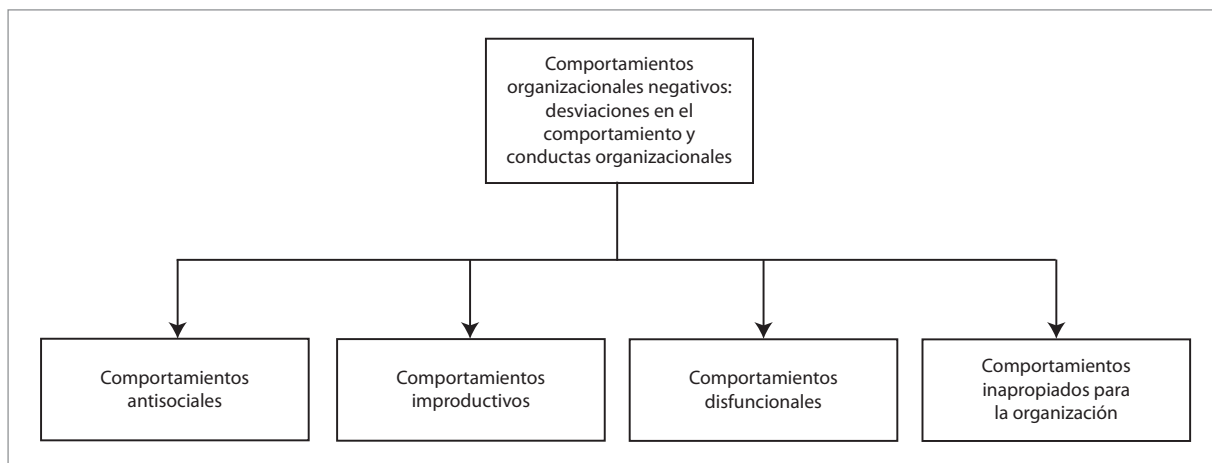 Comportamientos
organizacionales negativos:
desviaciones en el
comportamiento y
conductas organizacionales
Comportamientos
antisociales
Comportamientos
improductivos
Comportamientos
disfuncionales
Comportamientos
inapropiados para
la organización